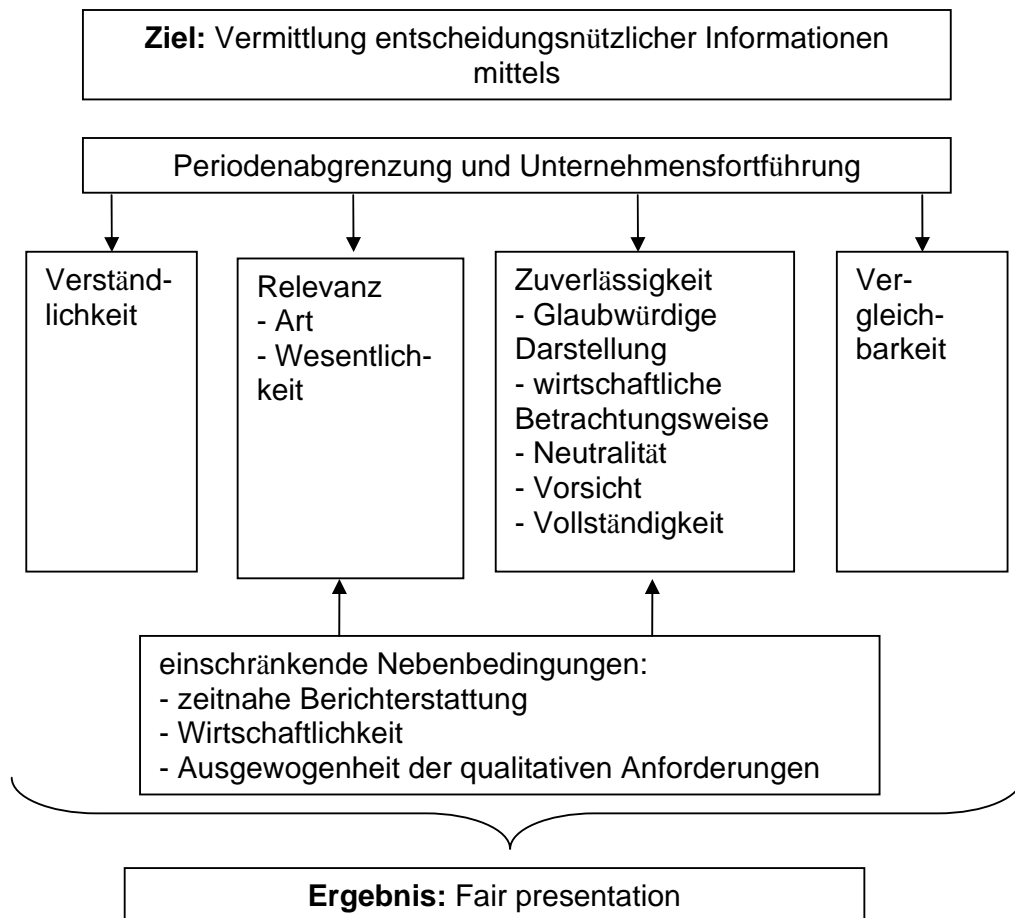 Ziel: Vermittlung entscheidungsnützlicher Informationen
mittels
Periodenabgrenzung und Unternehmensfortführung
Verständ-
lichkeit
Relevanz
- Art
- Wesentlich-
keit
Zuverlässigkeit
- Glaubwürdige
Darstellung
- wirtschaftliche
Betrachtungsweise
- Neutralität
- Vorsicht
- Vollständigkeit
Ver-
gleich-
barkeit
einschränkende Nebenbedingungen:
- zeitnahe Berichterstattung
- Wirtschaftlichkeit
- Ausgewogenheit der qualitativen Anforderungen
Ergebnis: Fair presentation